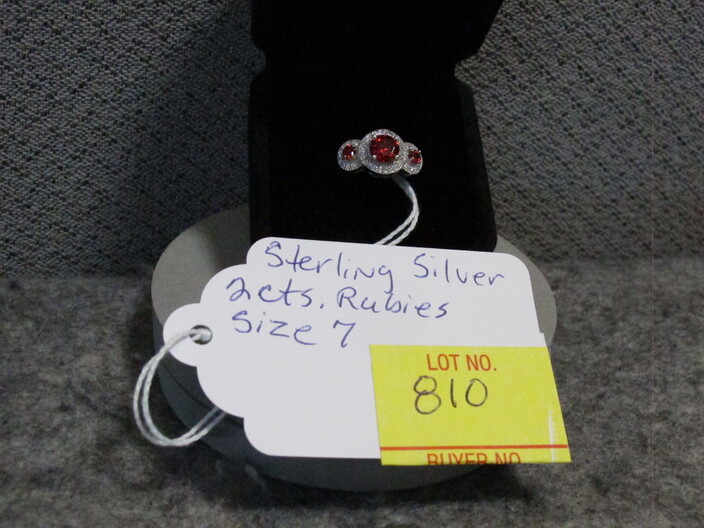 Sterling Silver
2cts. Rubies
Size 7
LOT NO.
810
BUYER NO.